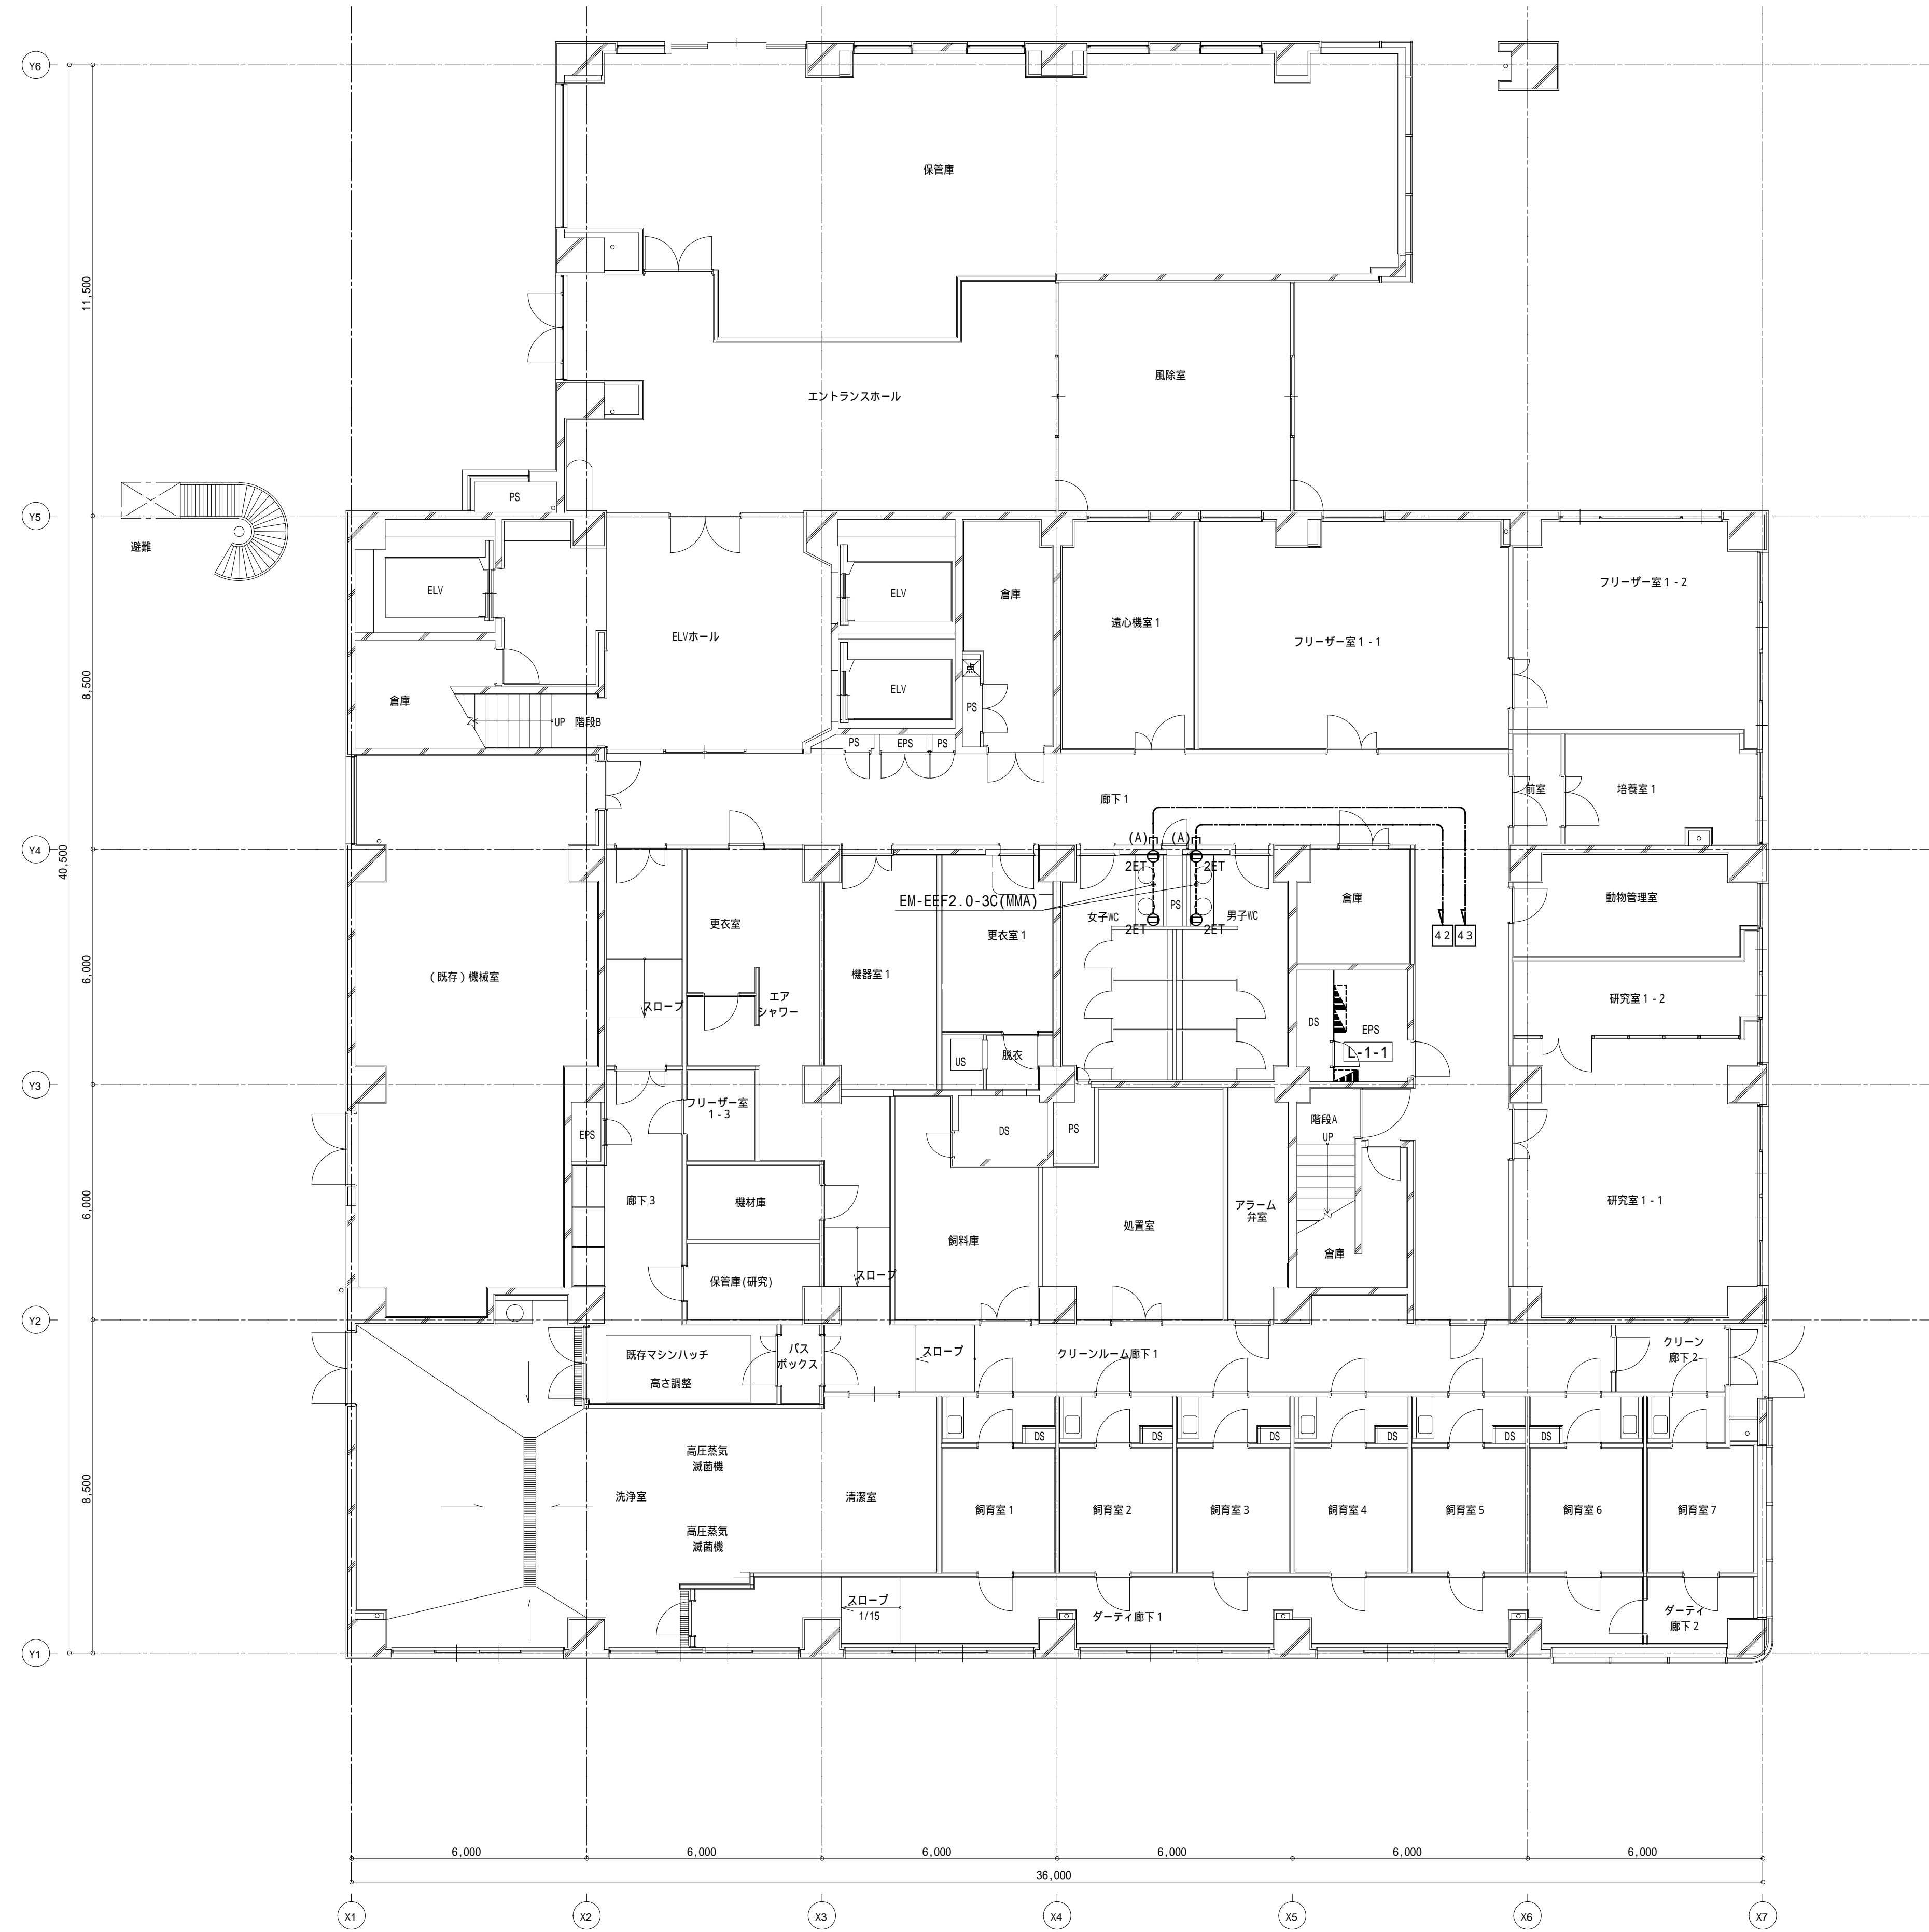 Y6
保管庫
11,500
風除室
エントランスホール
PS
Y5
避難
ELV
ELV
倉庫
遠心機室1
フリーザー室1-1
フリーザー室1-2
ELVホール
点
8,500
倉庫
ELV
PS
UP 階段B
PS
EPS
PS
前室
培養室1
廊下1
(A)
(A)
Y4
40,500
2ET
2ET
EM-EEF2.0-3C(MMA)
PS
倉庫
動物管理室
更衣室
女子WC
男子WC
2ET
2ET
更衣室1
42
43
6,000
(既存)機械室
機器室1
エア
シャワー
スロープ
研究室1-2
DS
EPS
L-1-1
US
脱衣
Y3
フリーザー室
1-3
階段A
UP
EPS
DS
PS
6,000
廊下3
機材庫
アラーム
弁室
研究室1-1
飼料庫
処置室
倉庫
保管庫(研究)
スロープ
Y2
既存マシンハッチ
高さ調整
パス
ボックス
スロープ
クリーンルーム廊下1
クリーン
廊下2
DS
DS
DS
DS
DS
DS
高圧蒸気
滅菌機
8,500
洗浄室
清潔室
飼育室1
飼育室2
飼育室3
飼育室4
飼育室5
飼育室6
飼育室7
高圧蒸気
滅菌機
スロープ
1/15
ダーティ廊下1
ダーティ
廊下2
Y1
6,000
6,000
6,000
6,000
6,000
6,000
36,000
X1
X2
X3
X4
X5
X6
X7